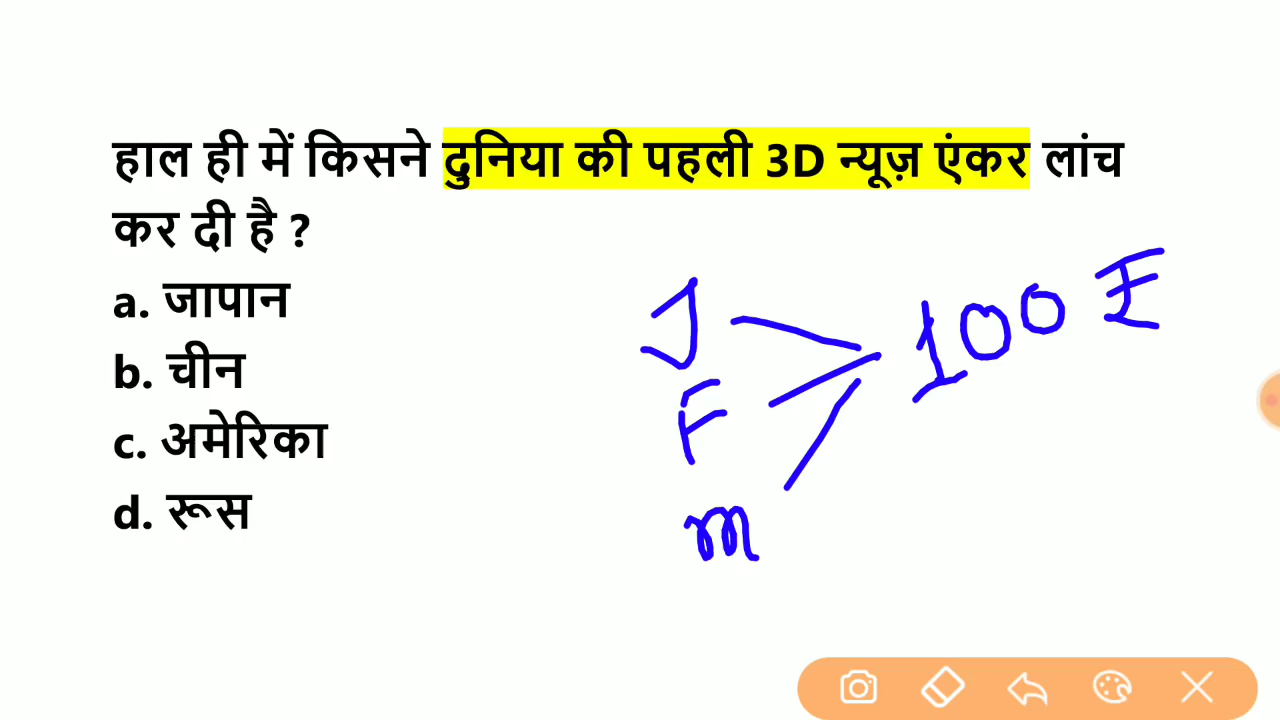 हाल ही में किसने दुनिया की पहली 3D न्यूज़ एंकर लांच
कर दी है ?
a. जापान
b. चीन
c. अमेरिका
d. रूस
J
F
m
100 ₹